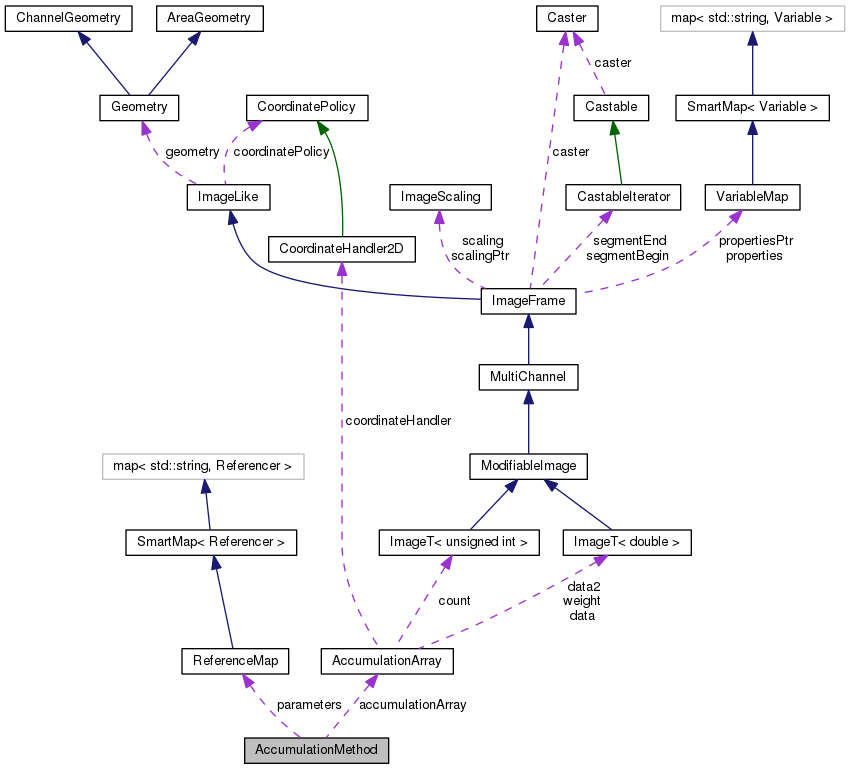 ChannelGeometry
AreaGeometry
Caster
map< std::string, Variable >
caster
Geometry
CoordinatePolicy
Castable
SmartMap< Variable >
geometry
coordinatePolicy
caster
ImageLike
ImageScaling
CastableIterator
VariableMap
CoordinateHandler2D
scaling
scalingPtr
segmentEnd
segmentBegin
propertiesPtr
properties
ImageFrame
MultiChannel
coordinateHandler
map< std::string, Referencer >
ModifiableImage
SmartMap< Referencer >
ImageT< unsigned int >
ImageT< double >
count
data2
weight
data
ReferenceMap
AccumulationArray
parameters
accumulationArray
AccumulationMethod